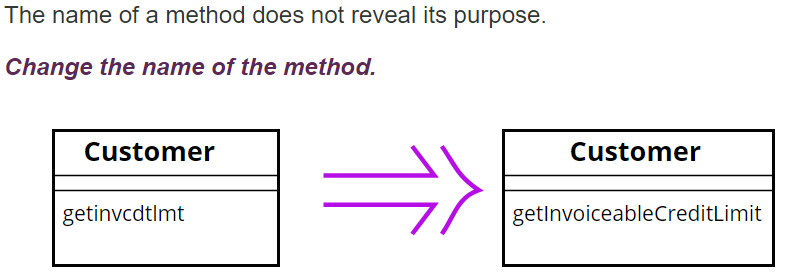 The name of a method does not reveal its purpose.
Change the name of the method.
Customer
getinvcdtlmt
Customer
getInvoiceableCreditLimit